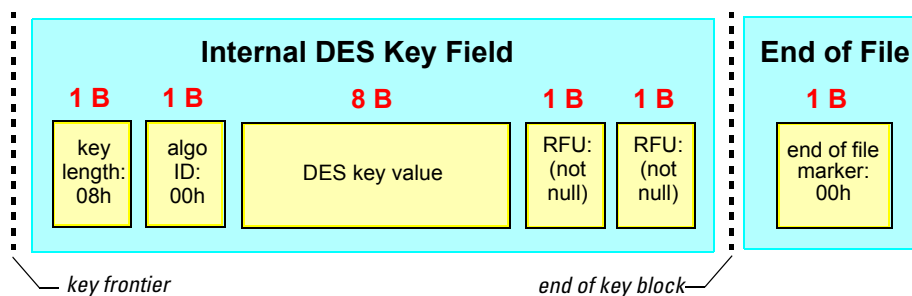 Internal DES Key Field
End of File
1 B
1 B
8 B
1 B
1 B
1 B
key
length:
08h
algo
ID:
00h
DES key value
RFU:
(not
null)
RFU:
(not
null)
end of file
marker:
00h
key frontier
end of key block